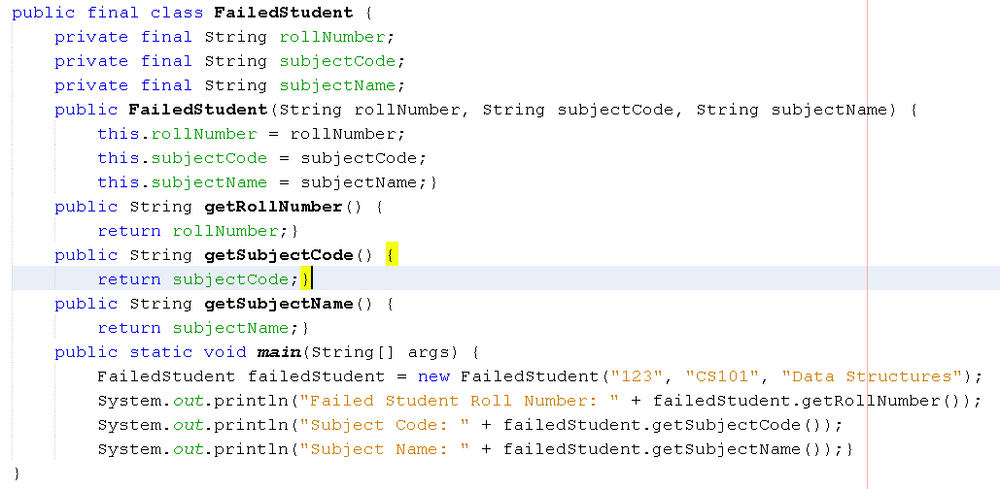 public final class FailedStudent {
    private final String rollNumber;
    private final String subjectCode;
    private final String subjectName;
    public FailedStudent(String rollNumber, String subjectCode, String subjectName) {
        this.rollNumber = rollNumber;
        this.subjectCode = subjectCode;
        this.subjectName = subjectName;}
    public String getRollNumber() {
        return rollNumber;}
    public String getSubjectCode() {
        return subjectCode;}
    public String getSubjectName() {
        return subjectName;}
    public static void main(String[] args) {
        FailedStudent failedStudent = new FailedStudent("123", "CS101", "Data Structures");
        System.out.println("Failed Student Roll Number: " + failedStudent.getRollNumber());
        System.out.println("Subject Code: " + failedStudent.getSubjectCode());
        System.out.println("Subject Name: " + failedStudent.getSubjectName());}
}